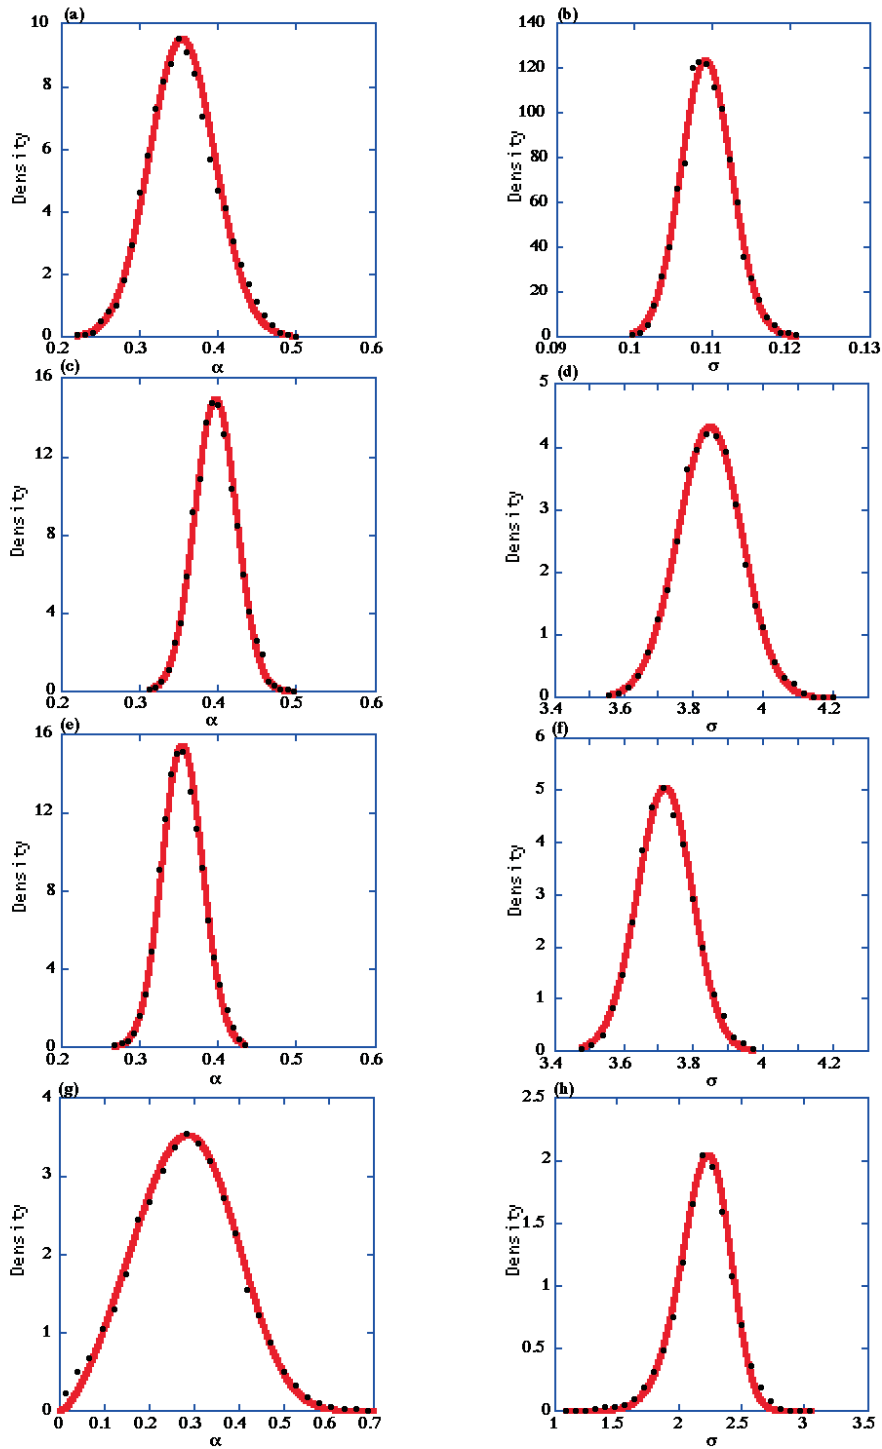 (a)
10
8
6
4
2
0
Density
0.2 0.3 0.4 0.5 0.6
α
(b)
140
120
100
80
60
40
20
0
Density
0.09 0.1 0.11 0.12 0.13
σ
(c)
16
12
8
4
0
Density
0.2 0.3 0.4 0.5 0.6
α
(d)
5
4
3
2
1
0
Density
3.4 3.6 3.8 4 4.2
σ
(e)
16
12
8
4
0
Density
0.2 0.3 0.4 0.5 0.6
α
(f)
6
5
4
3
2
1
0
Density
3.4 3.6 3.8 4 4.2
σ
(g)
4
3
2
1
0
Density
0 0.1 0.2 0.3 0.4 0.5 0.6 0.7
α
(h)
2.5
2
1.5
1
0.5
0
Density
1 1.5 2 2.5 3 3.5
σ